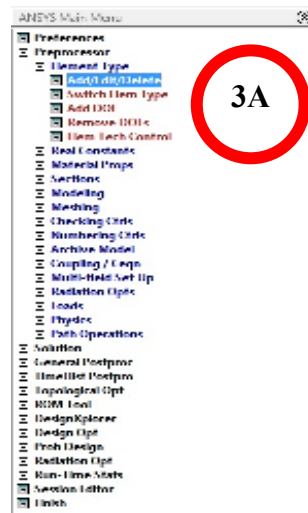 ANSYS Main Menu
Preferences
Preprocessor
Element Type
Add/Edit/Delete
Switch Elem Type
Add DOF
Remove DOFs
Elem Tech Control
3A
Real Constants
Material Props
Sections
Modeling
Meshing
Checking Ctrls
Numbering Ctrls
Archive Model
Coupling / Ceqn
Multi-field Set Up
Radiation Opts
Loads
Physics
Path Operations
Solution
General Postproc
TimeHist Postpro
Topological Opt
ROM Tool
DesignXplorer
Design Opt
Prob Design
Radiation Opt
Run-Time Stats
Session Editor
Finish